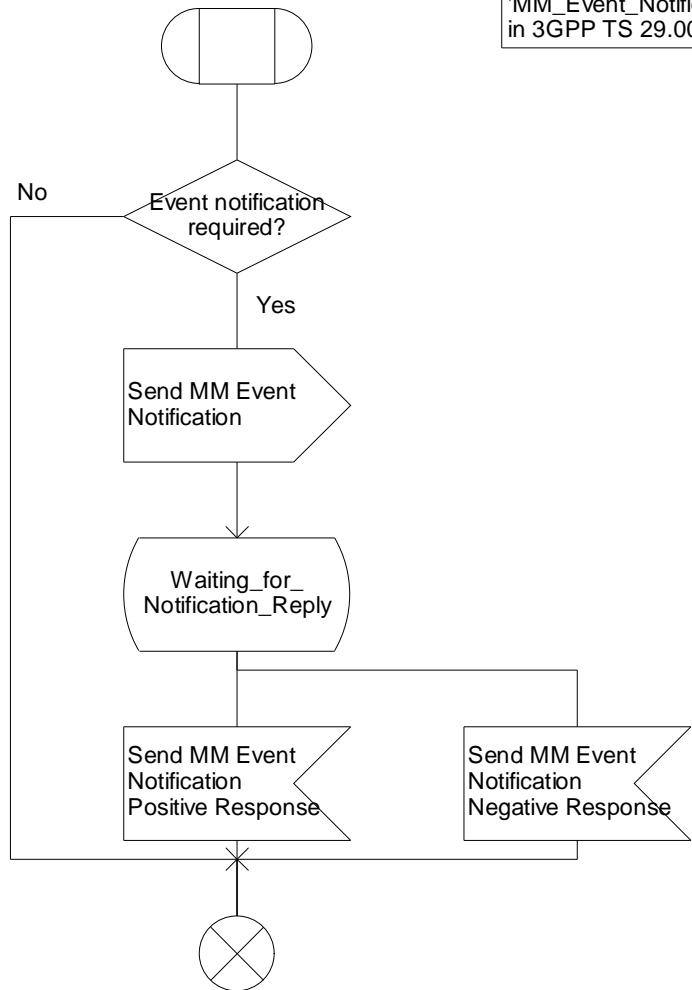 'MM_Event_Notific
in 3GPP TS 29.00
No
Event notification
required?
Yes
Send MM Event
Notification
Waiting_for_
Notification_Reply
Send MM Event
Notification
Positive Response
Send MM Event
Notification
Negative Response